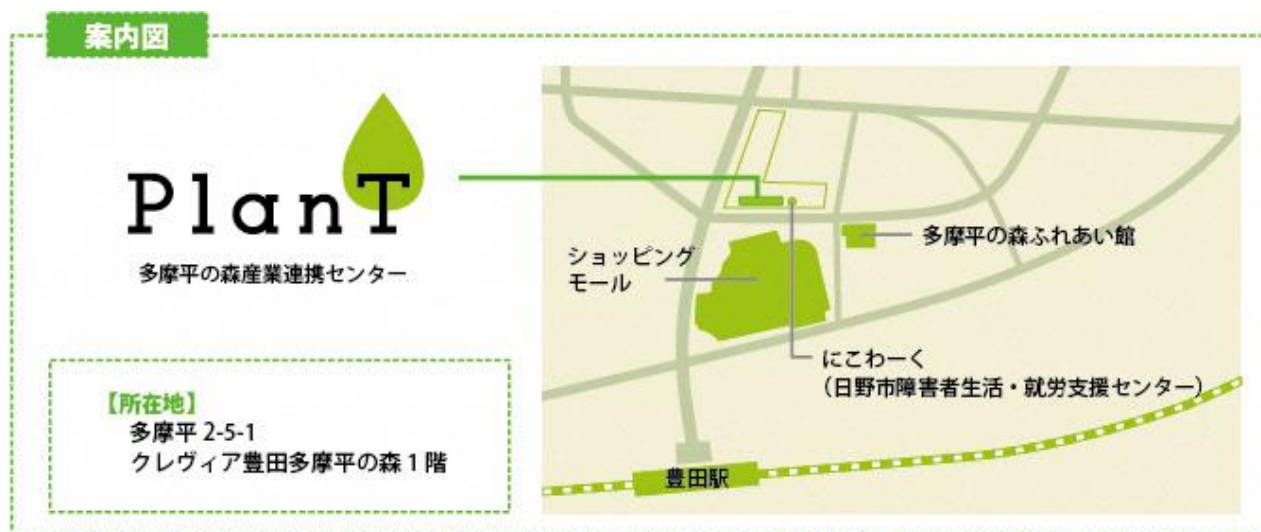 案内図
PlanT
多摩平の森産業連携センター
【所在地】
多摩平 2-5-1
クレヴィア豊田多摩平の森 1 階
ショッピング
モール
多摩平の森ふれあい館
にこわーく
（日野市障害者生活・就労支援センター）
豊田駅